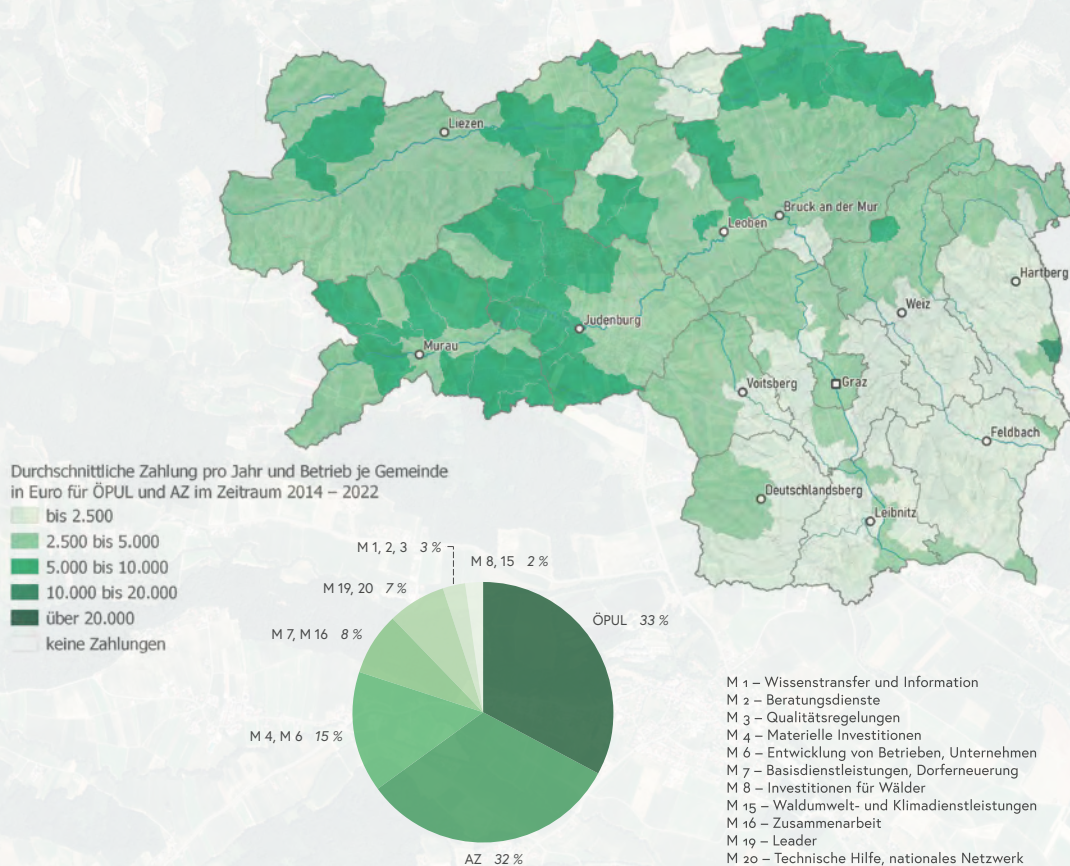 Liezen
Bruck an der Mur
Leoben
Hartberg
Weiz
Judenburg
Murau
Voitsberg
Graz
Feldbach
Deutschlandsberg
Leibnitz
Durchschnittliche Zahlung pro Jahr und Betrieb je Gemeinde
in Euro für ÖPUL und AZ im Zeitraum 2014 – 2022
bis 2.500
2.500 bis 5.000
5.000 bis 10.000
10.000 bis 20.000
über 20.000
keine Zahlungen
M 1, 2, 3 3 %
M 8, 15 2 %
M 19, 20 7 %
ÖPUL 33 %
M 7, M 16 8 %
M 4, M 6 15 %
AZ 32 %
M 1 – Wissenstransfer und Information
M 2 – Beratungsdienste
M 3 – Qualitätsregelungen
M 4 – Materielle Investitionen
M 6 – Entwicklung von Betrieben, Unternehmen
M 7 – Basisdienstleistungen, Dorferneuerung
M 8 – Investitionen für Wälder
M 15 – Waldumwelt- und Klimadienstleistungen
M 16 – Zusammenarbeit
M 19 – Leader
M 20 – Technische Hilfe, nationales Netzwerk